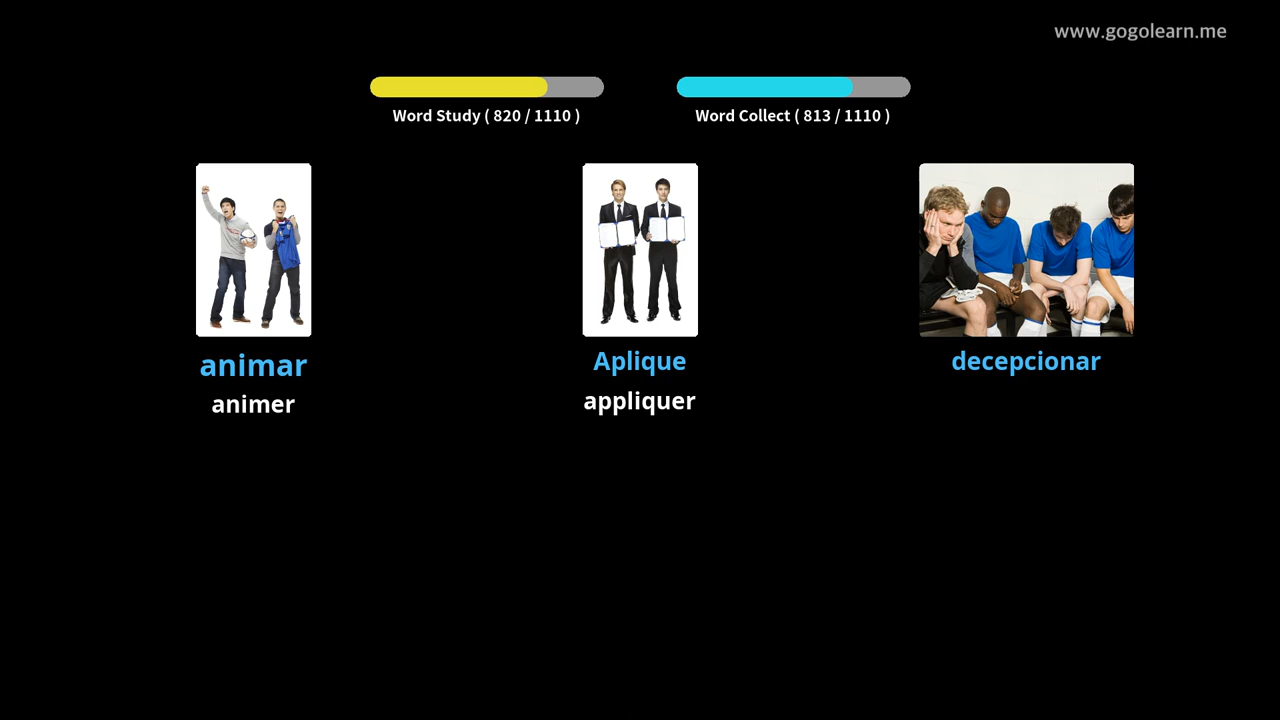 www.gogolearn.me
Word Study ( 820 / 1110 )
Word Collect ( 813 / 1110 )
animar
animer
Aplique
appliquer
decepcionar